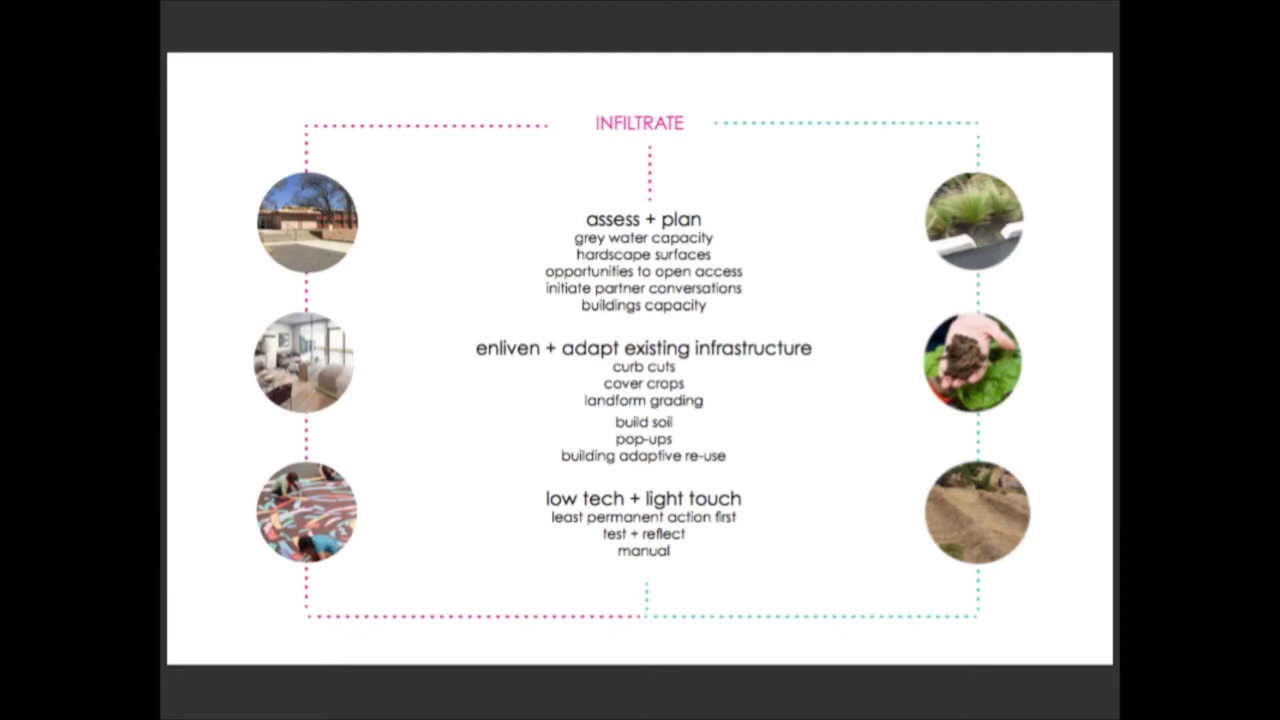 INFILTRATE
assess + plan
grey water capacity
hardscape surfaces
opportunities to open access
initiate partner conversations
buildings capacity
enliven + adapt existing infrastructure
curb cuts
cover crops
landform grading
build soil
pop-ups
building adaptive re-use
low tech + light touch
least permanent action first
test + reflect
manual